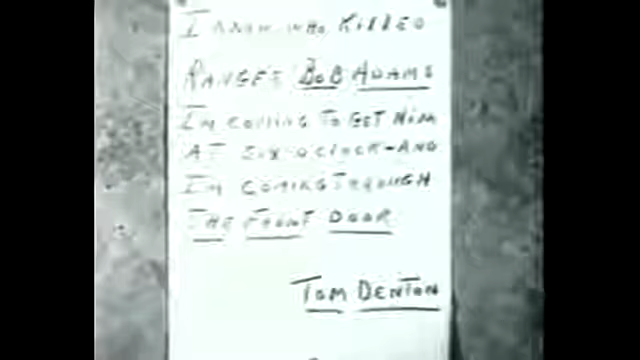 I KNOW WHO KILLED
RANGER BOB ADAMS
I'M COMING TO GET HIM
AT SIX-O'CLOCK-AND
I'M COMING THROUGH
THE FRONT DOOR
TOM DENTON